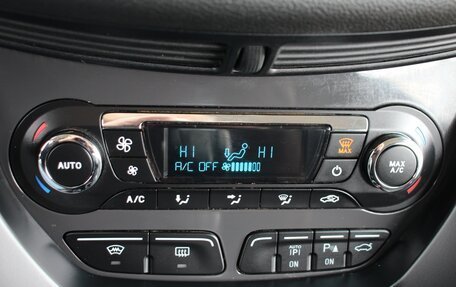 HI HI
A/C OFF
MAX
AUTO
MAX
A/C
A/C
AUTO
(P)
P
ON
ON